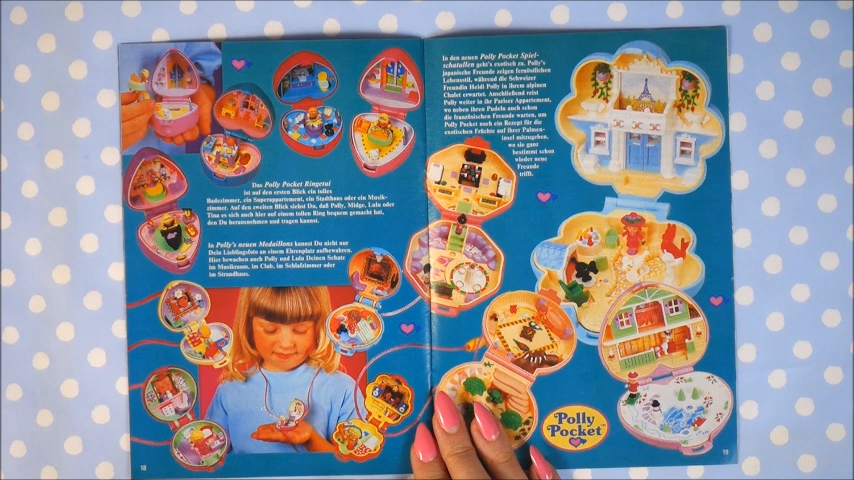 Das Polly Pocket Ringetui
ist auf den ersten Blick ein tolles
Badezimmer, ein Superappartement, ein Stadthaus oder ein Musik-
zimmer. Auf den zweiten Blick siehst Du, daß Polly, Midge, Lulu oder
Tina es sich auch hier auf einem tollen Ring bequem gemacht hat,
den Du herausnehmen und tragen kannst.
In Polly's neuen Medaillons kannst Du nicht nur
Dein Lieblingsfoto an einem Ehrenplatz aufbewahren.
Hier bewachen auch Polly und Lulu Deinen Schatz
im Musikraum, im Club, im Schlafzimmer oder
im Strandhaus.
18
In den neuen Polly Pocket Spiel-
schatullen geht's exotisch zu. Polly's
japanische Freunde zeigen fernöstlichen
Lebensstil, während die Schweizer
Freundin Heidi Polly in ihrem alpinen
Chalet erwartet. Anschließend reist
Polly weiter in ihr Pariser Appartement,
wo neben ihren Pudeln auch schon
die französischen Freunde warten, um
Polly Pocket noch ein Rezept für die
exotischen Früchte auf ihrer Palmen-
insel mitzugeben,
wo sie ganz
bestimmt schon
wieder neue
Freunde
trifft.
Polly
Pocket
19